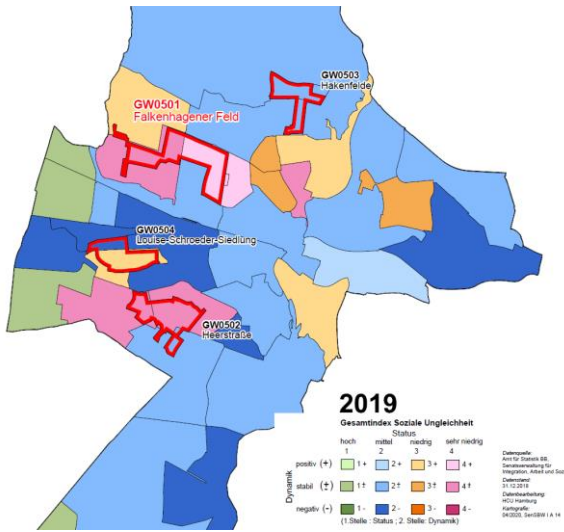 GW0503
Hakenfelde
GW0501
Falkenhagener Feld
GW0504
Louise-Schroeder-Siedlung
GW0502
Heerstraße
2019
Gesamtindex Soziale Ungleichheit
Status
hoch mittel niedrig sehr niedrig
1 2 3 4
Dynamik
positiv (+) 1+ 2+ 3+ 4+
stabil (±) 1± 2± 3± 4±
negativ (−) 1- 2- 3- 4-
(1.Stelle : Status ; 2. Stelle: Dynamik)
Datenquelle:
Amt für Statistik BB,
Senatsverwaltung für
Integration, Arbeit und Soz
Datenstand:
31.12.2018
Datenbearbeitung:
HCU Hamburg
Kartografie:
04/2020, SenSBW I A 14